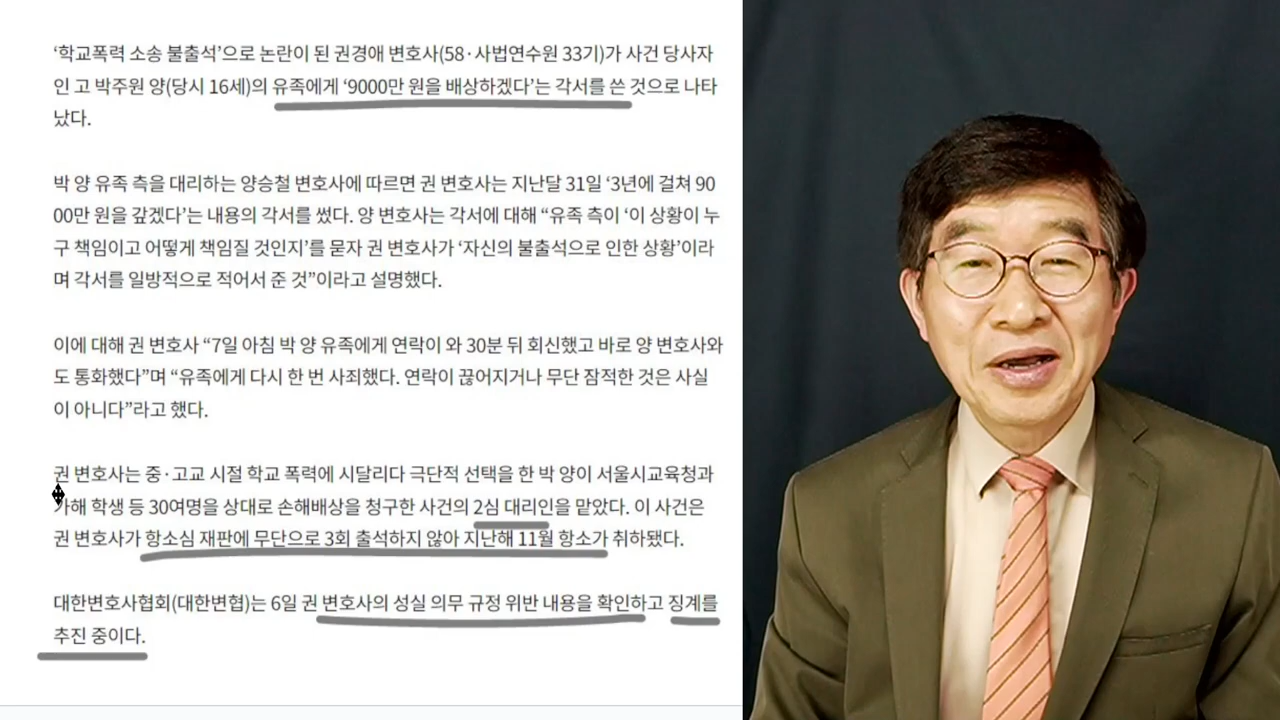 ‘학교폭력 소송 불출석’으로 논란이 된 권경애 변호사(58·사법연수원 33기)가 사건 당사자
인 고 박주원 양(당시 16세)의 유족에게 ‘9000만 원을 배상하겠다’는 각서를 쓴 것으로 나타
났다.
박 양 유족 측을 대리하는 양승철 변호사에 따르면 권 변호사는 지난달 31일 ‘3년에 걸쳐 90
00만 원을 갚겠다’는 내용의 각서를 썼다. 양 변호사는 각서에 대해 “유족 측이 ‘이 상황이 누
구 책임이고 어떻게 책임질 것인지’를 묻자 권 변호사가 ‘자신의 불출석으로 인한 상황’이라
며 각서를 일방적으로 적어서 준 것”이라고 설명했다.
이에 대해 권 변호사 “7일 아침 박 양 유족에게 연락이 와 30분 뒤 회신했고 바로 양 변호사와
도 통화했다”며 “유족에게 다시 한 번 사죄했다. 연락이 끊어지거나 무단 잠적한 것은 사실
이 아니다”라고 했다.
권 변호사는 중·고교 시절 학교 폭력에 시달리다 극단적 선택을 한 박 양이 서울시교육청과
가해 학생 등 30여명을 상대로 손해배상을 청구한 사건의 2심 대리인을 맡았다. 이 사건은
권 변호사가 항소심 재판에 무단으로 3회 출석하지 않아 지난해 11월 항소가 취하됐다.
대한변호사협회(대한변협)는 6일 권 변호사의 성실 의무 규정 위반 내용을 확인하고 징계를
추진 중이다.